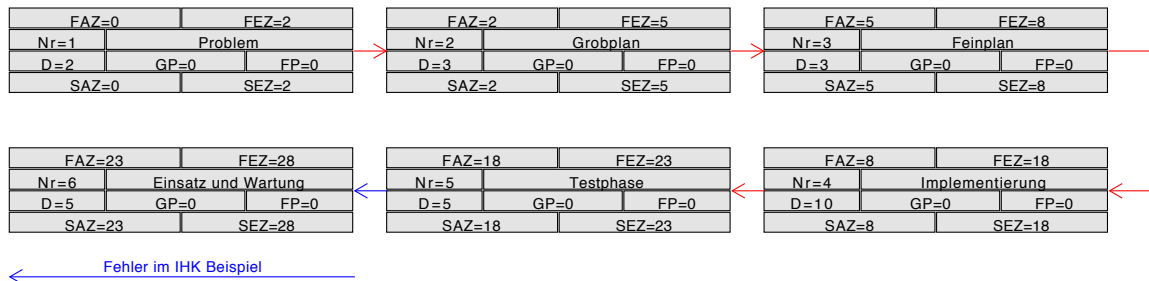 FAZ=0 FEZ=2 FAZ=2 FEZ=5 FAZ=5 FEZ=8
Nr=1 Problem Nr=2 Grobplan Nr=3 Feinplan
D=2 GP=0 FP=0 D=3 GP=0 FP=0 D=3 GP=0 FP=0
SAZ=0 SEZ=2 SAZ=2 SEZ=5 SAZ=5 SEZ=8
FAZ=23 FEZ=28 FAZ=18 FEZ=23 FAZ=8 FEZ=18
Nr=6 Einsatz und Wartung Nr=5 Testphase Nr=4 Implementierung
D=5 GP=0 FP=0 D=5 GP=0 FP=0 D=10 GP=0 FP=0
SAZ=23 SEZ=28 SAZ=18 SEZ=23 SAZ=8 SEZ=18
Fehler im IHK Beispiel